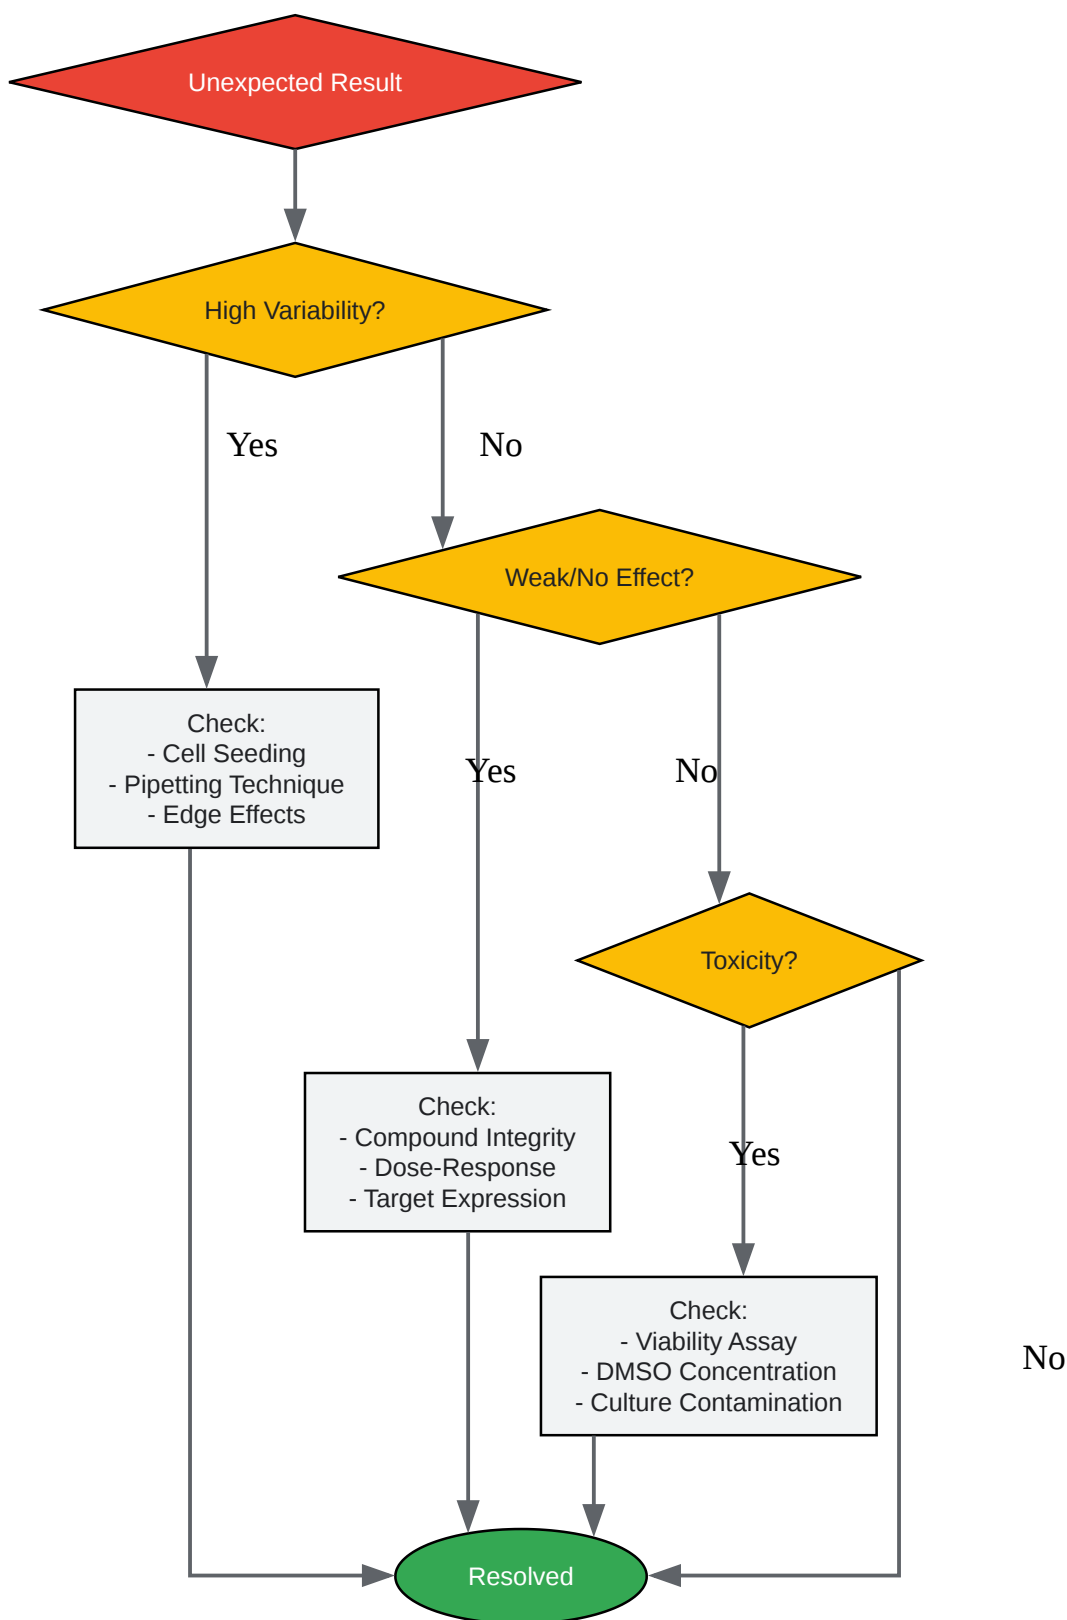 Unexpected Result
High Variability?
Yes
No
Weak/No Effect?
Check:
- Cell Seeding
- Pipetting Technique
- Edge Effects
Yes
No
Toxicity?
Check:
- Compound Integrity
- Dose-Response
- Target Expression
Yes
Check:
- Viability Assay
- DMSO Concentration
- Culture Contamination
No
Resolved